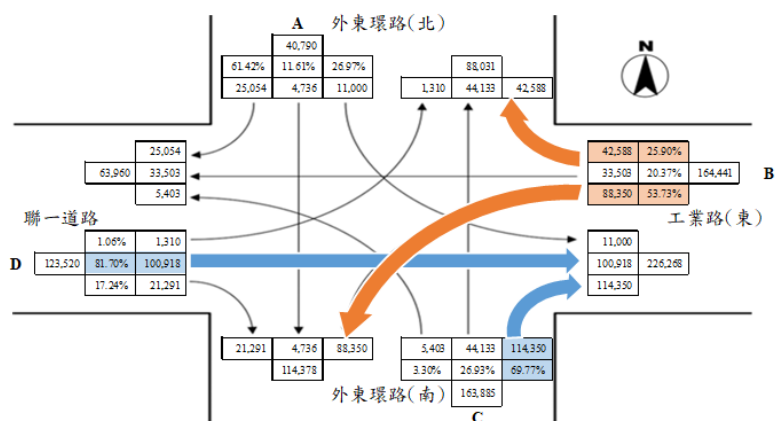 A 外東環路(北)
N
40,790
61.42% 11.61% 26.97%
25,054 4,736 11,000
88,031
1,310 44,133 42,588
25,054
63,960 33,503
5,403
42,588 25.90%
33,503 20.37% 164,441
88,350 53.73%
B
聯一道路
工業路(東)
1.06% 1,310
D 123,520 81.70% 100,918
17.24% 21,291
11,000
100,918 226,268
114,350
21,291 4,736 88,350
114,378
5,403 44,133 114,350
3.30% 26.93% 69.77%
163,885
外東環路(南)
C